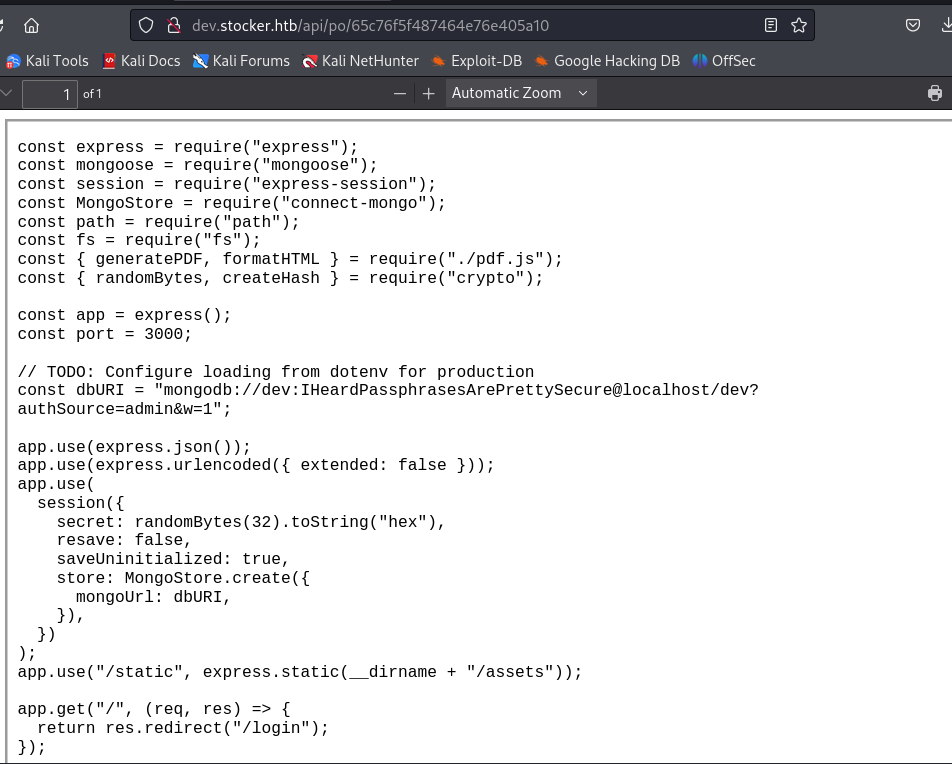 dev.stocker.htb/api/po/65c76f5f487464e76e405a10
Kali Tools Kali Docs Kali Forums Kali NetHunter Exploit-DB Google Hacking DB OffSec
1 of 1 Automatic Zoom
const express = require("express");
const mongoose = require("mongoose");
const session = require("express-session");
const MongoStore = require("connect-mongo");
const path = require("path");
const fs = require("fs");
const { generatePDF, formatHTML } = require("./pdf.js");
const { randomBytes, createHash } = require("crypto");

const app = express();
const port = 3000;

// TODO: Configure loading from dotenv for production
const dbURI = "mongodb://dev:IHeardPassphrasesArePrettySecure@localhost/dev?
authSource=admin&w=1";

app.use(express.json());
app.use(express.urlencoded({ extended: false }));
app.use(
  session({
    secret: randomBytes(32).toString("hex"),
    resave: false,
    saveUninitialized: true,
    store: MongoStore.create({
      mongoUrl: dbURI,
    }),
  })
);
app.use("/static", express.static(__dirname + "/assets"));

app.get("/", (req, res) => {
  return res.redirect("/login");
});